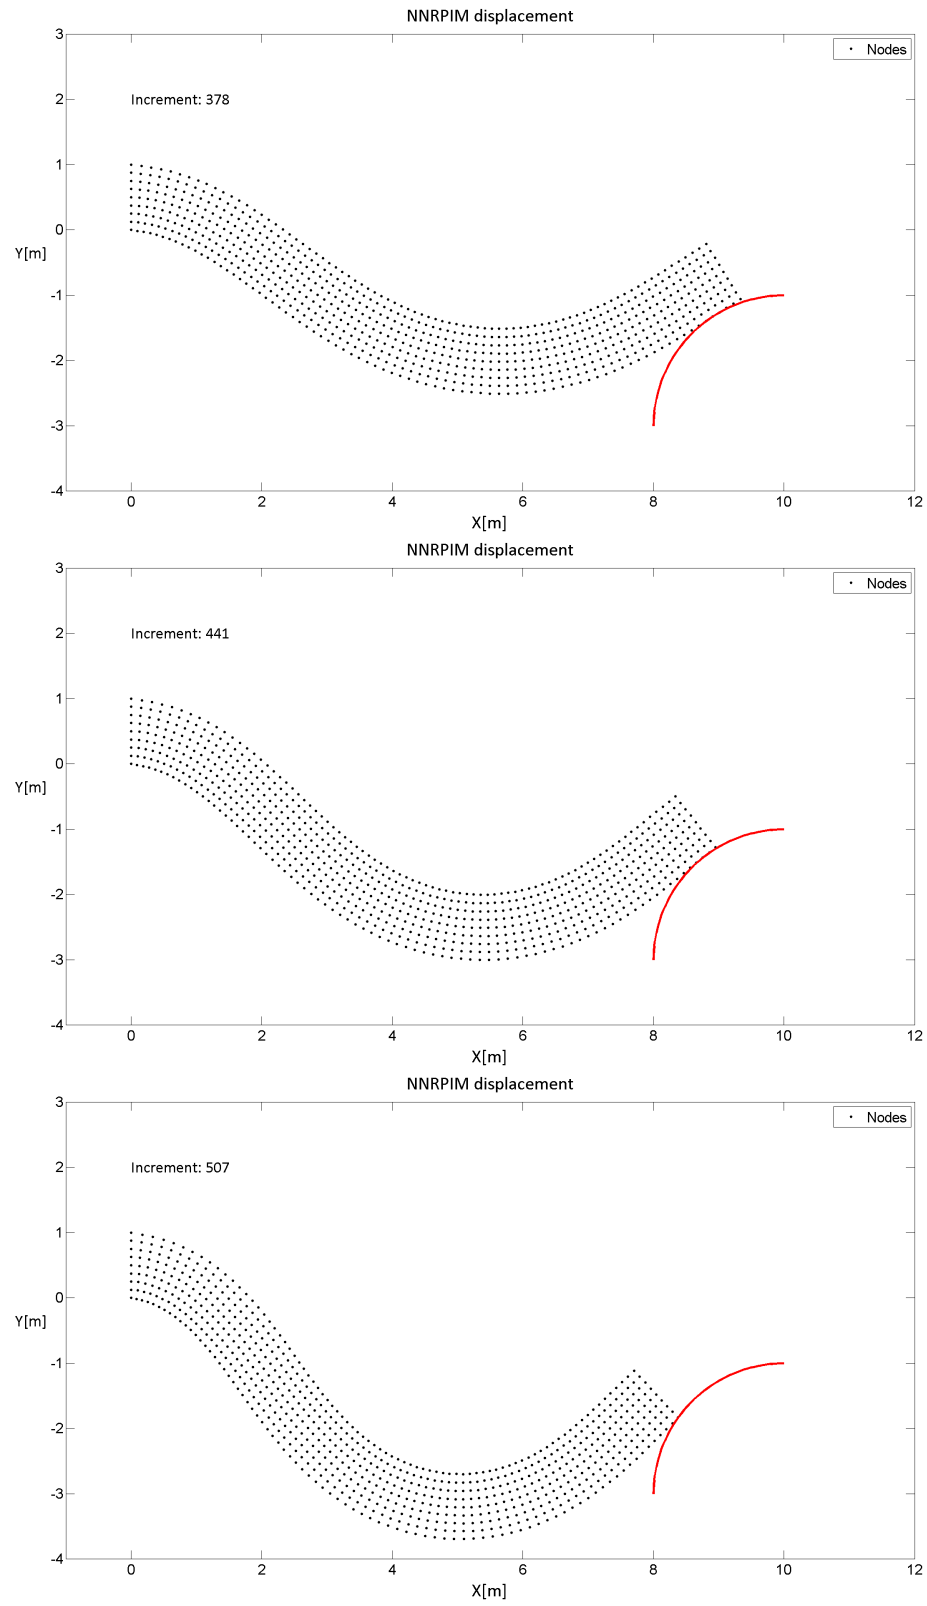 NNRPIM displacement
3
Nodes
2
Increment: 378
1
0
Y[m]
-1
-2
-3
-4
0 2 4 6 8 10 12
X[m]
NNRPIM displacement
3
Nodes
2
Increment: 441
1
0
Y[m]
-1
-2
-3
-4
0 2 4 6 8 10 12
X[m]
NNRPIM displacement
3
Nodes
2
Increment: 507
1
0
Y[m]
-1
-2
-3
-4
0 2 4 6 8 10 12
X[m]